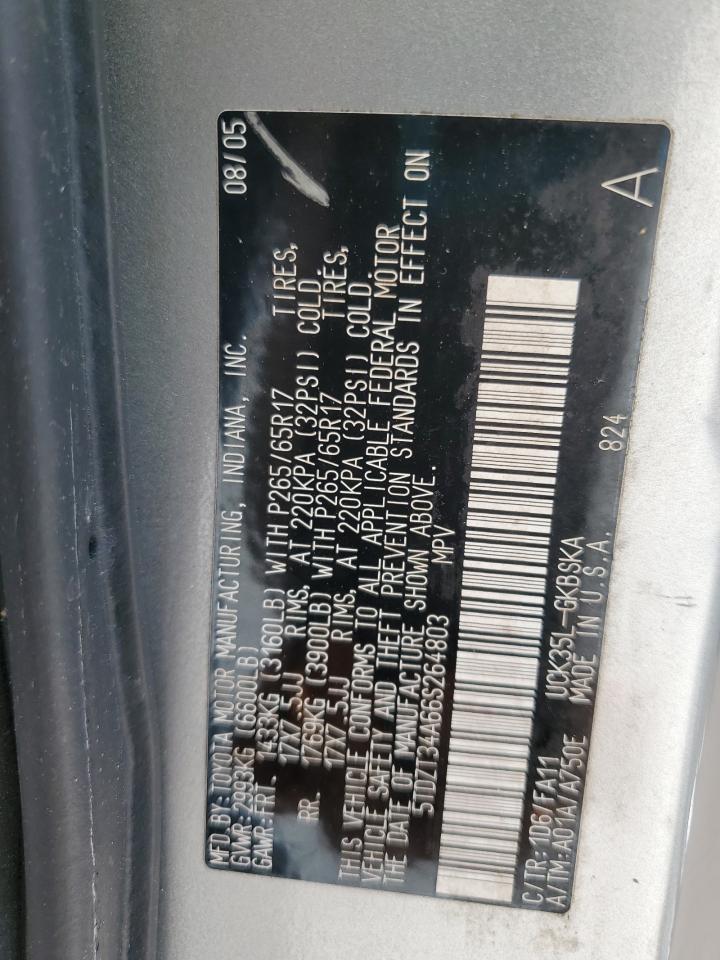 MFD.BY:TOYOTA MOTOR MANUFACTURING, INDIANA, INC. 08/05
GVWR:2993KG (6600LB)
GAWR:FRT. 1433KG (3160LB) WITH P265/65R17 TIRES,
17X7.5JJ RIMS, AT 220KPA (32PSI) COLD
RR. 1769KG (3900LB) WITH P265/65R17 TIRES,
17X7.5JJ RIMS, AT 220KPA (32PSI) COLD
THIS VEHICLE CONFORMS TO ALL APPLICABLE FEDERAL MOTOR
VEHICLE SAFETY AND THEFT PREVENTION STANDARDS IN EFFECT ON
THE DATE OF MANUFACTURE SHOWN ABOVE.
5TDZT34A66S264803 MPV
C/TR:1D6/FA11 UCK35L-GKBSKA 824
A/TM:A01A/A750E MADE IN U.S.A. A